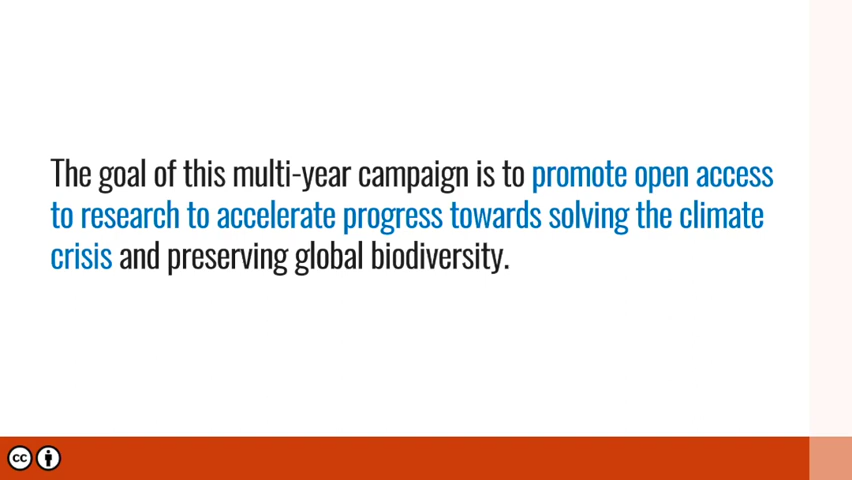 The goal of this multi-year campaign is to promote open access
to research to accelerate progress towards solving the climate
crisis and preserving global biodiversity.
cc